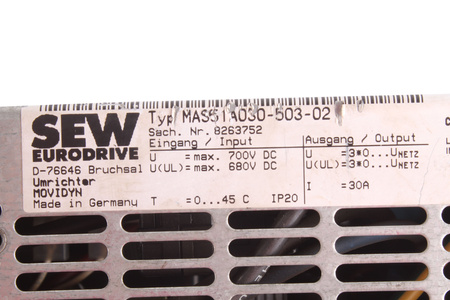 Typ MAS51A030-503-02
Sach. Nr. 8263752
SEW
EURODRIVE
D-76646 Bruchsal
Umrichter
MOVIDYN
Made in Germany
Eingang / Input
U = max. 700V DC
U(UL) = max. 680V DC
T = 0...45 C IP20
Ausgang / Output
U = 3*0...UNETZ
U(UL) = 3*0...UNETZ
I = 30A